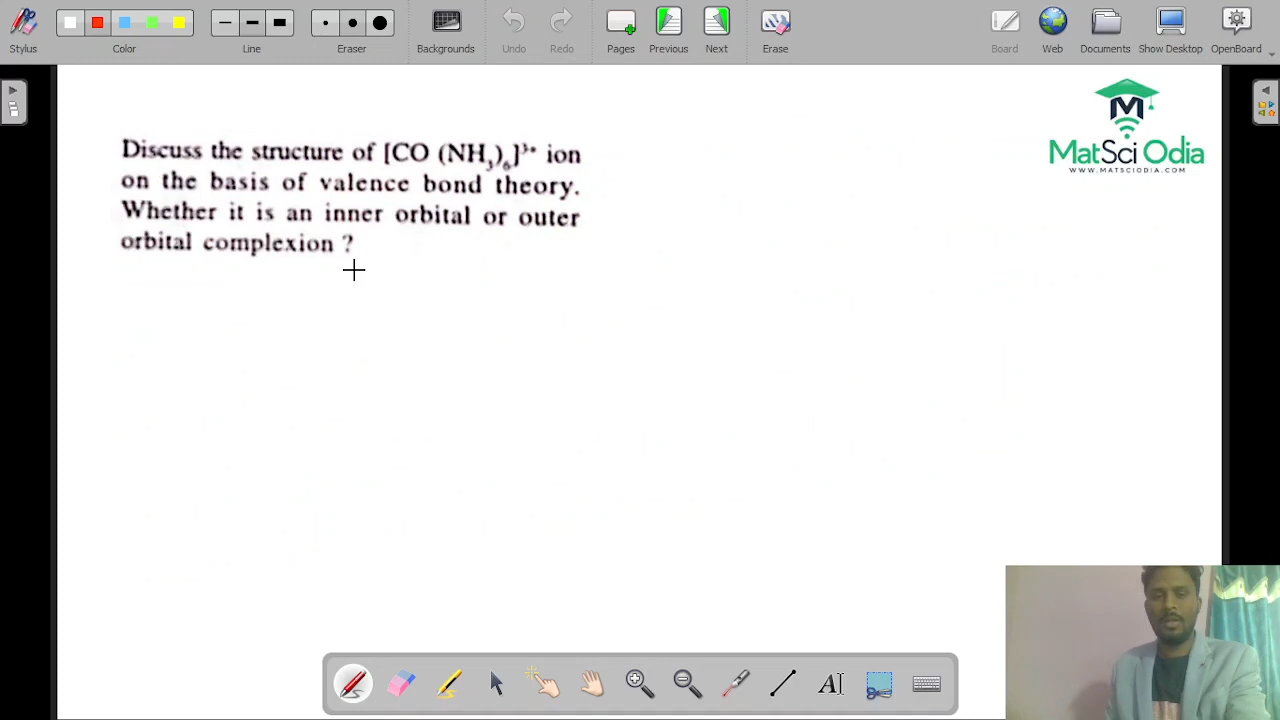 Stylus
Color
Line
Eraser
Backgrounds
Undo
Redo
Pages
Previous
Next
Erase
Board
Web
Documents
Show Desktop
OpenBoard
M
MatSci Odia
WWW.MATSCIODIA.COM
Discuss the structure of [CO (NH₃)₆]³⁺ ion
on the basis of valence bond theory.
Whether it is an inner orbital or outer
orbital complexion ?